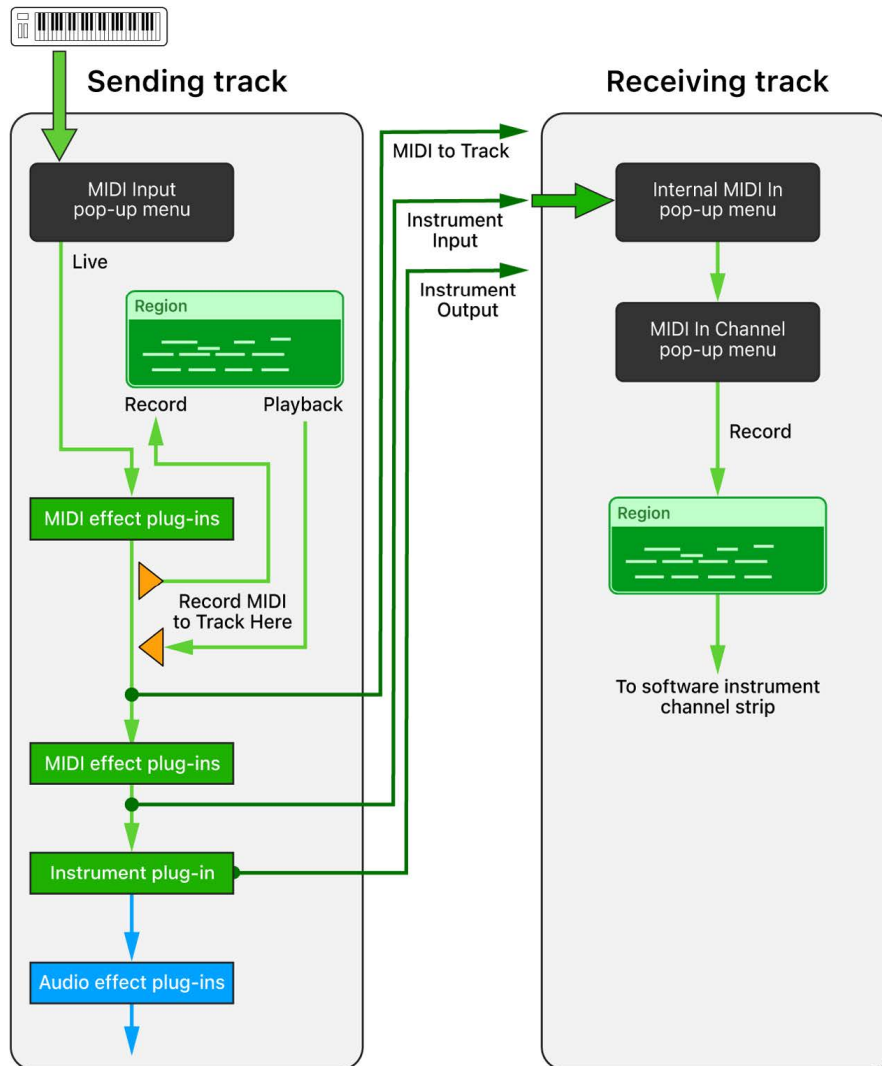 Sending track
MIDI Input
pop-up menu
Live
Region
Record
Playback
MIDI effect plug-ins
Record MIDI
to Track Here
MIDI effect plug-ins
Instrument plug-in
Audio effect plug-ins
MIDI to Track
Instrument
Input
Instrument
Output
Receiving track
Internal MIDI In
pop-up menu
MIDI In Channel
pop-up menu
Record
Region
To software instrument
channel strip